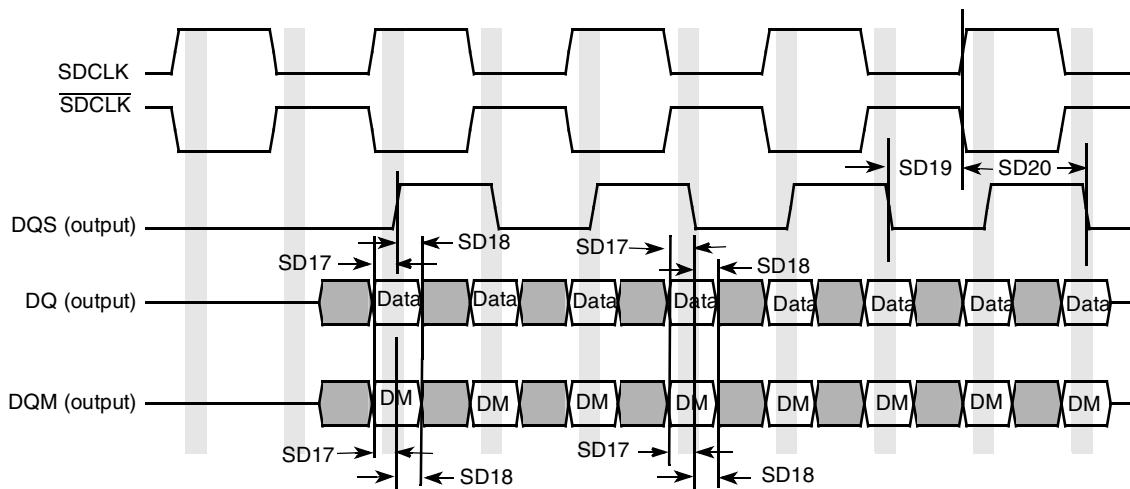 SDCLK
SDCLK
SD19 SD20
DQS (output)
SD18 SD17
SD17 SD18
DQ (output) Data Data Data Data Data Data Data Data
DQM (output) DM DM DM DM DM DM DM DM
SD17 SD17
SD18 SD18